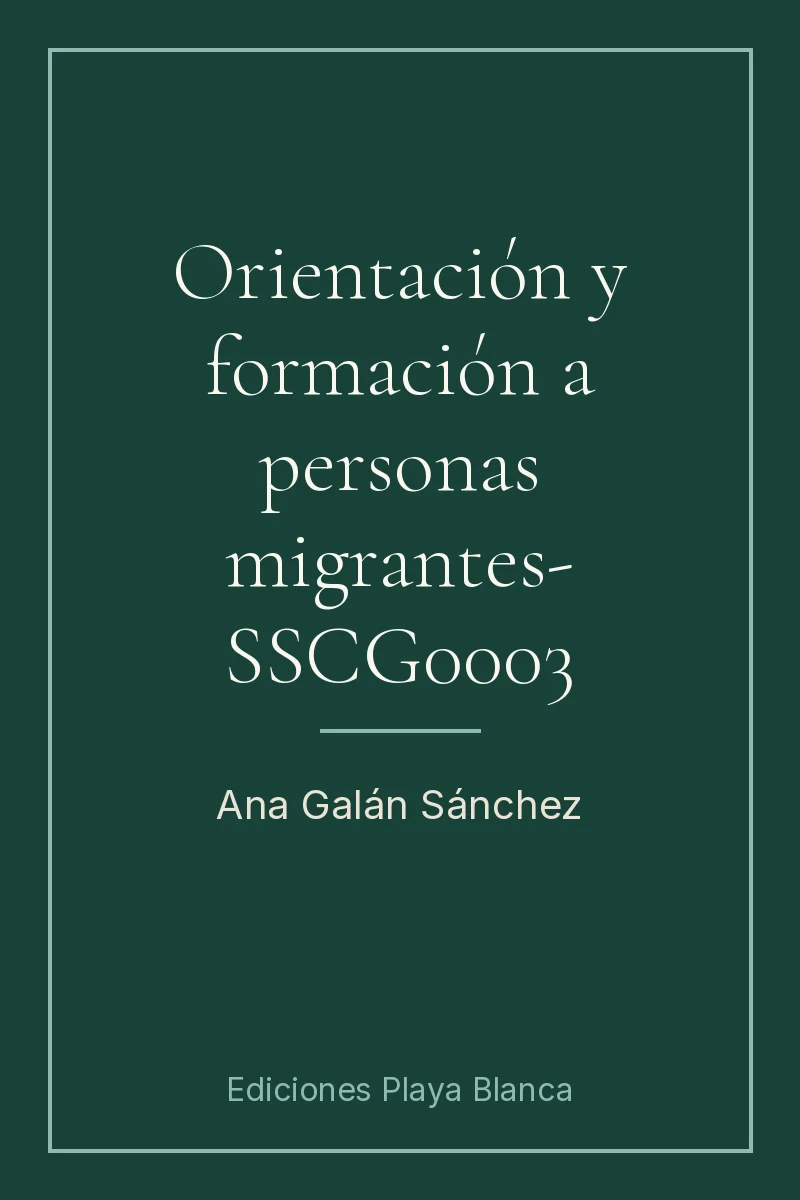 Orientación y
formación a
personas
migrantes-
SSCG0003
Ana Galán Sánchez
Ediciones Playa Blanca